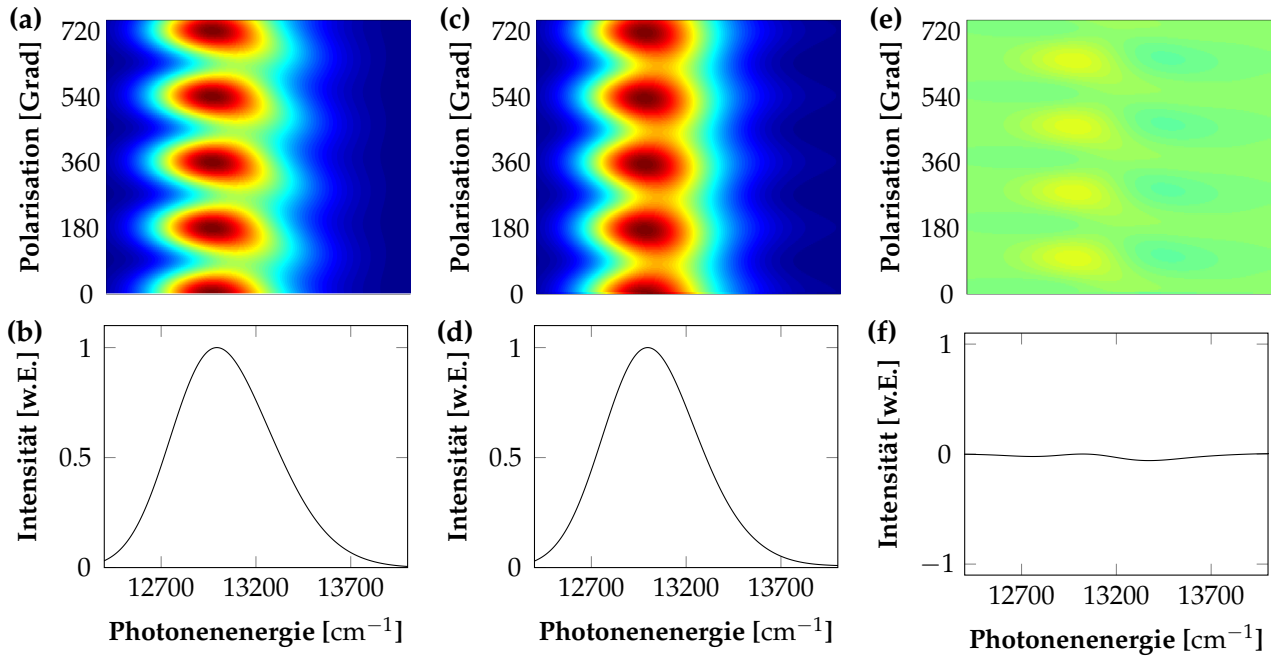 (a)
Polarisation [Grad]
720
540
360
180
0
(c)
Polarisation [Grad]
720
540
360
180
0
(e)
Polarisation [Grad]
720
540
360
180
0
(b)
Intensität [w.E.]
1
0.5
0
12700 13200 13700
Photonenenergie [cm−1]
(d)
Intensität [w.E.]
1
0.5
0
12700 13200 13700
Photonenenergie [cm−1]
(f)
Intensität [w.E.]
1
0
−1
12700 13200 13700
Photonenenergie [cm−1]